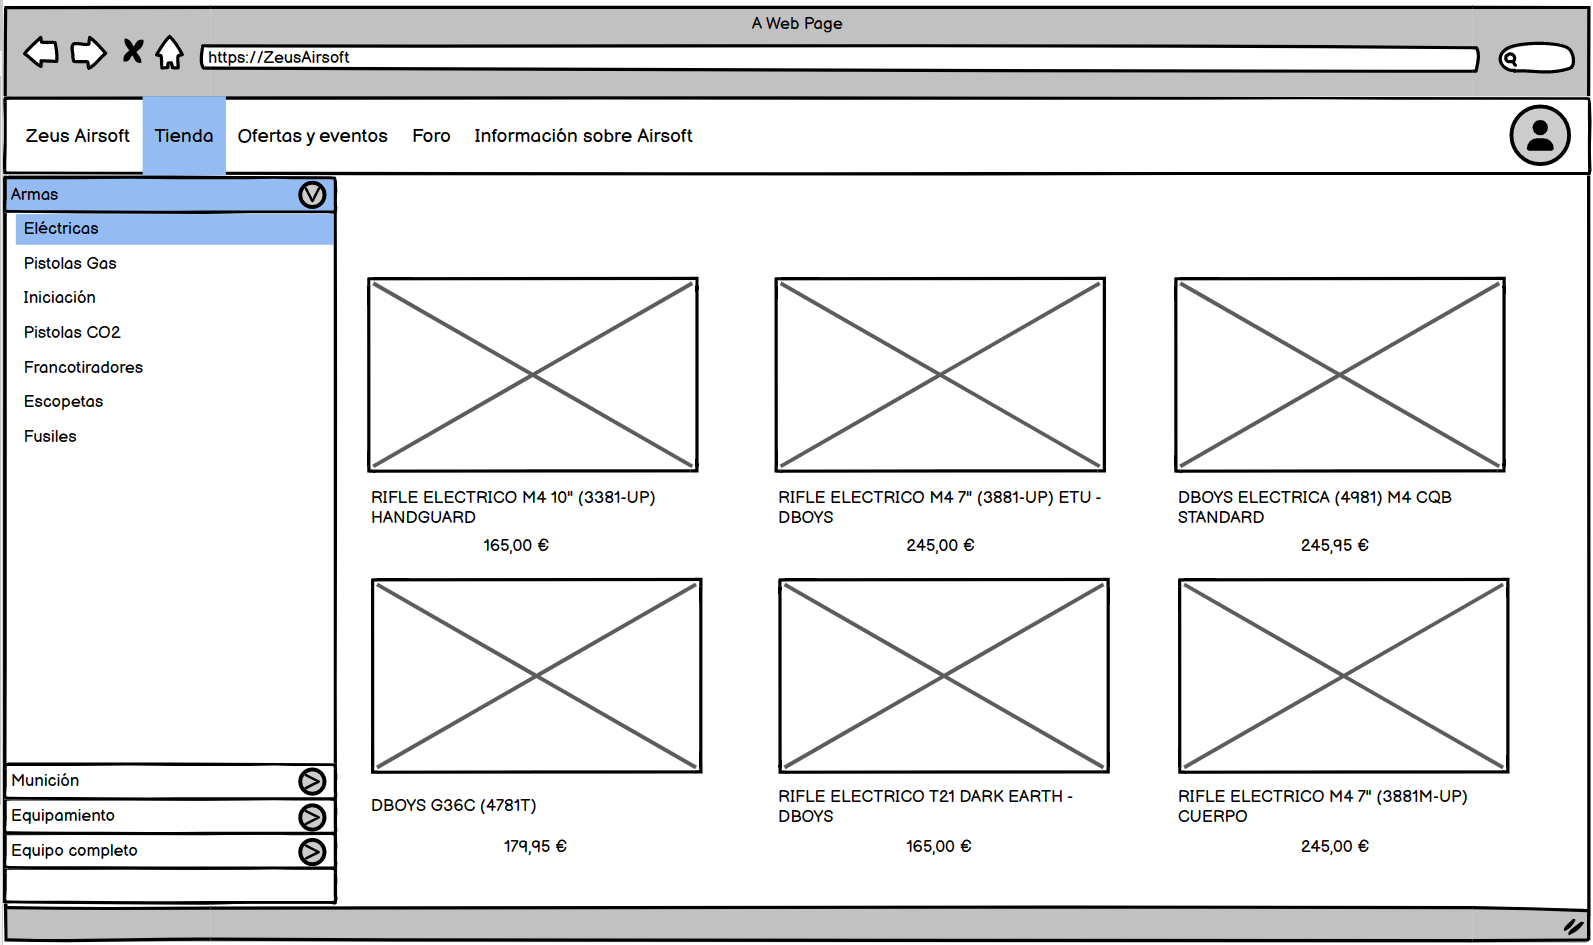 A Web Page
https://ZeusAirsoft
Zeus Airsoft Tienda Ofertas y eventos Foro Información sobre Airsoft
Armas
Eléctricas
Pistolas Gas
Iniciación
Pistolas CO2
Francotiradores
Escopetas
Fusiles
Munición
Equipamiento
Equipo completo
RIFLE ELECTRICO M4 10" (3381-UP)
HANDGUARD
165,00 €
RIFLE ELECTRICO M4 7" (3881-UP) ETU -
DBOYS
245,00 €
DBOYS ELECTRICA (4981) M4 CQB
STANDARD
245,95 €
DBOYS G36C (4781T)
179,95 €
RIFLE ELECTRICO T21 DARK EARTH -
DBOYS
165,00 €
RIFLE ELECTRICO M4 7" (3881M-UP)
CUERPO
245,00 €